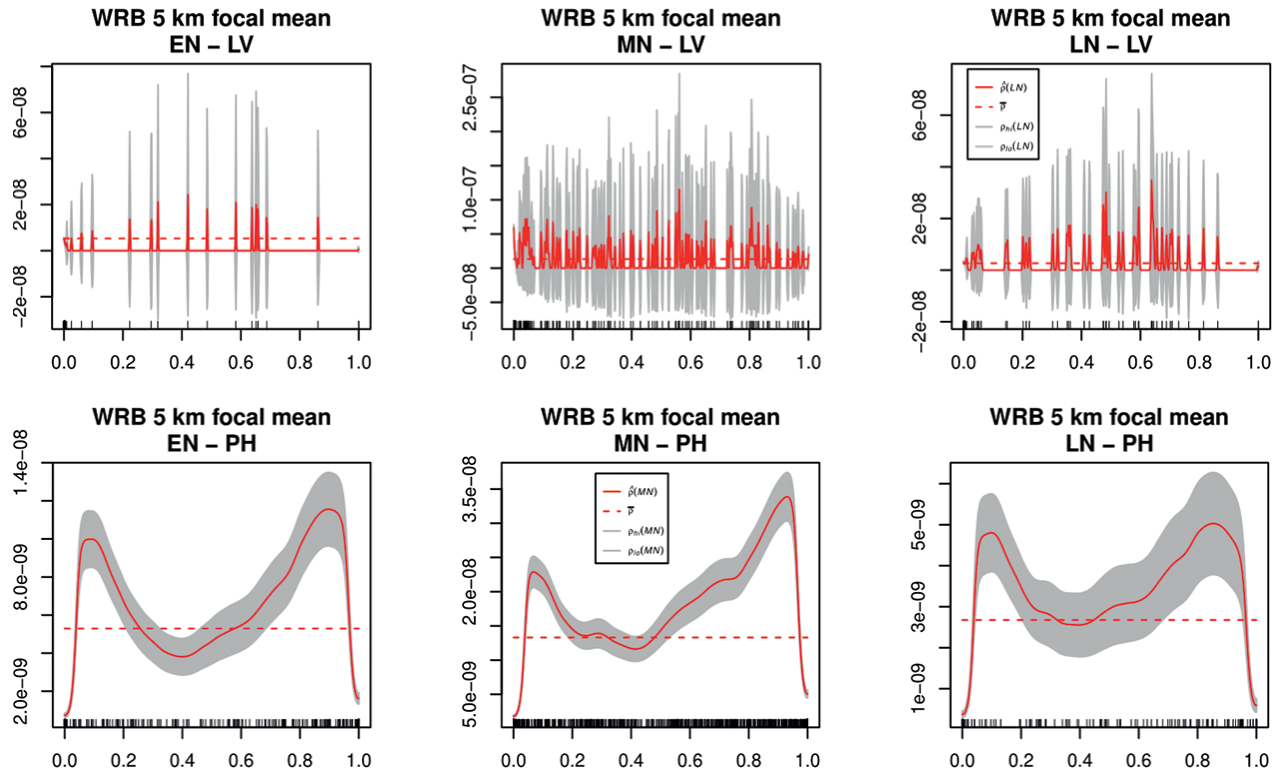 WRB 5 km focal mean
EN – LV
6e−08
2e−08
−2e−08
0.0 0.2 0.4 0.6 0.8 1.0
WRB 5 km focal mean
MN – LV
2.5e−07
1.0e−07
−5.0e−08
0.0 0.2 0.4 0.6 0.8 1.0
WRB 5 km focal mean
LN – LV
ρ̂(LN)
ρ̅
ρhi(LN)
ρlo(LN)
6e−08
2e−08
−2e−08
0.0 0.2 0.4 0.6 0.8 1.0
WRB 5 km focal mean
EN – PH
1.4e−08
8.0e−09
2.0e−09
0.0 0.2 0.4 0.6 0.8 1.0
WRB 5 km focal mean
MN – PH
ρ̂(MN)
ρ̅
ρhi(MN)
ρlo(MN)
3.5e−08
2.0e−08
5.0e−09
0.0 0.2 0.4 0.6 0.8 1.0
WRB 5 km focal mean
LN – PH
5e−09
3e−09
1e−09
0.0 0.2 0.4 0.6 0.8 1.0